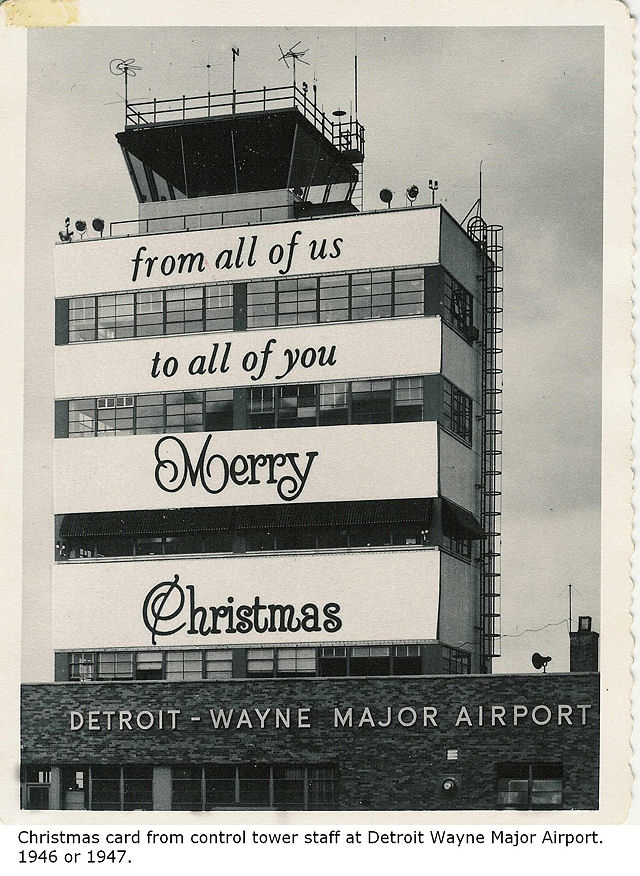 from all of us
to all of you
Merry
Christmas
DETROIT - WAYNE MAJOR AIRPORT
Christmas card from control tower staff at Detroit Wayne Major Airport.
1946 or 1947.